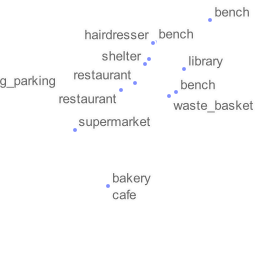 bench
hairdresser
bench
shelter
library
restaurant
g_parking
bench
restaurant
waste_basket
supermarket
bakery
cafe